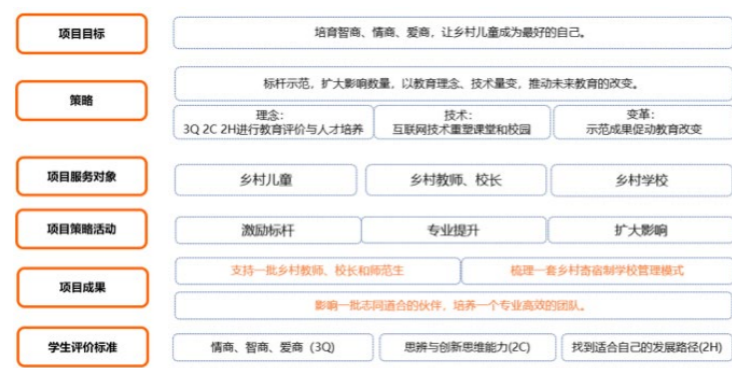 项目目标
培育智商、情商、爱商，让乡村儿童成为最好的自己。
策略
标杆示范，扩大影响数量，以教育理念、技术量变，推动未来教育的改变。
理念：
3Q 2C 2H进行教育评价与人才培养
技术：
互联网技术重塑课堂和校园
变革：
示范成果促动教育改变
项目服务对象
乡村儿童
乡村教师、校长
乡村学校
项目策略活动
激励标杆
专业提升
扩大影响
项目成果
支持一批乡村教师、校长和师范生
梳理一套乡村寄宿制学校管理模式
影响一批志同道合的伙伴，培养一个专业高效的团队。
学生评价标准
情商、智商、爱商（3Q)
思辨与创新思维能力(2C)
找到适合自己的发展路径(2H)